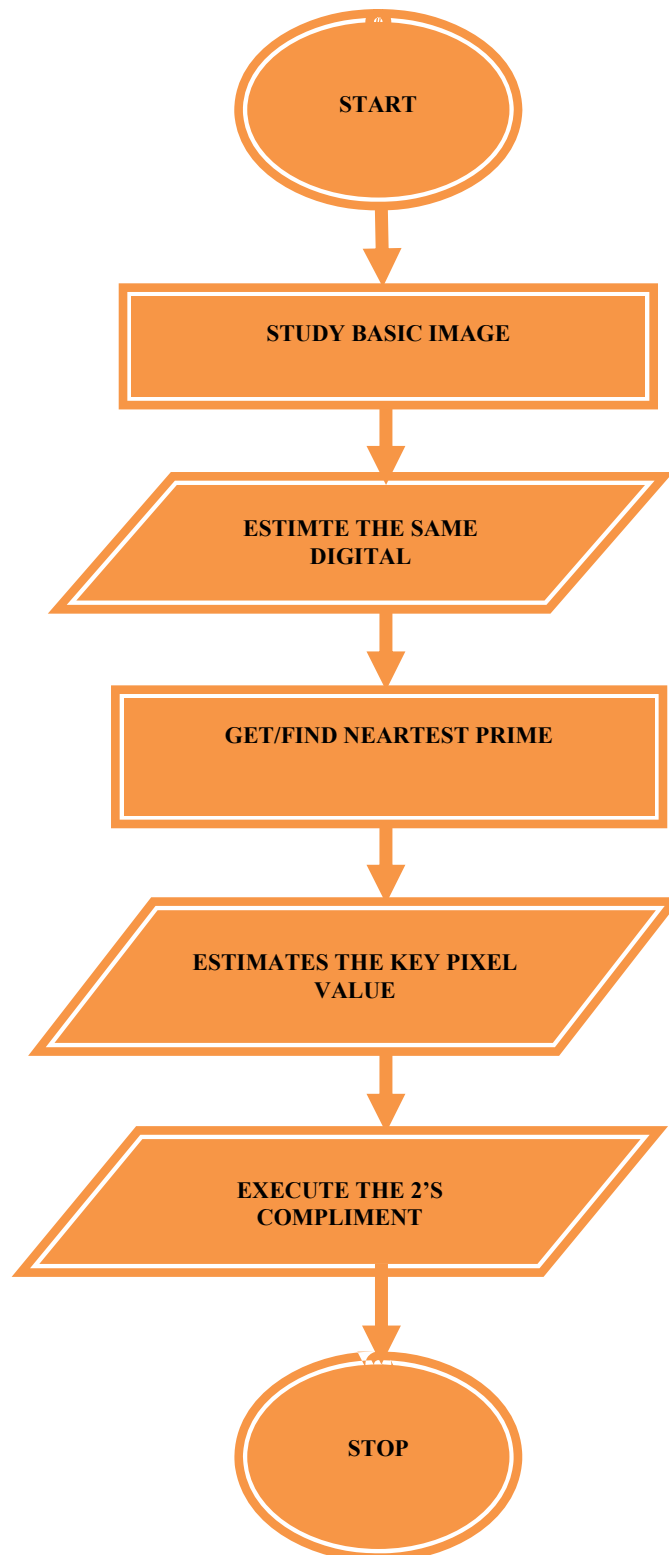 START
STUDY BASIC IMAGE
ESTIMTE THE SAME
DIGITAL
GET/FIND NEARTEST PRIME
ESTIMATES THE KEY PIXEL
VALUE
EXECUTE THE 2’S
COMPLIMENT
STOP